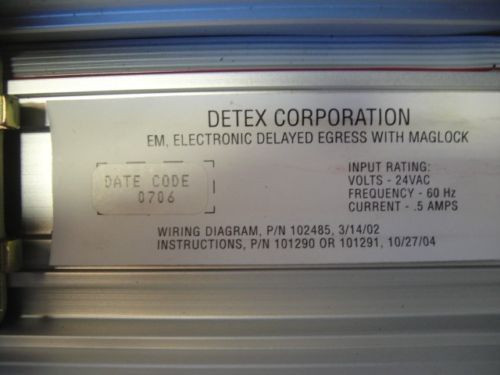 DETEX CORPORATION
EM, ELECTRONIC DELAYED EGRESS WITH MAGLOCK
DATE CODE
0706
INPUT RATING:
VOLTS - 24VAC
FREQUENCY - 60 Hz
CURRENT - .5 AMPS
WIRING DIAGRAM, P/N 102485, 3/14/02
INSTRUCTIONS, P/N 101290 OR 101291, 10/27/04